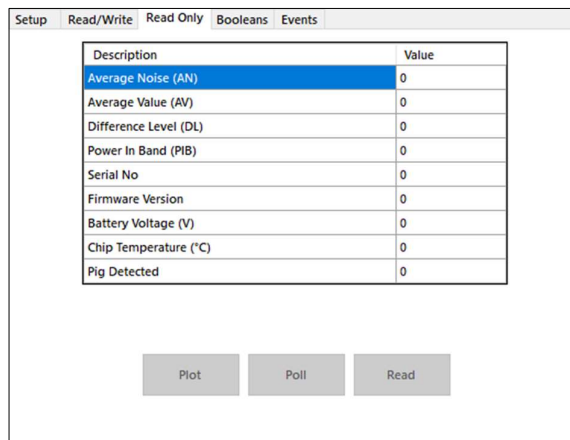 Setup Read/Write Read Only Booleans Events
Description Value
Average Noise (AN) 0
Average Value (AV) 0
Difference Level (DL) 0
Power In Band (PIB) 0
Serial No 0
Firmware Version 0
Battery Voltage (V) 0
Chip Temperature (°C) 0
Pig Detected 0
Plot Poll Read